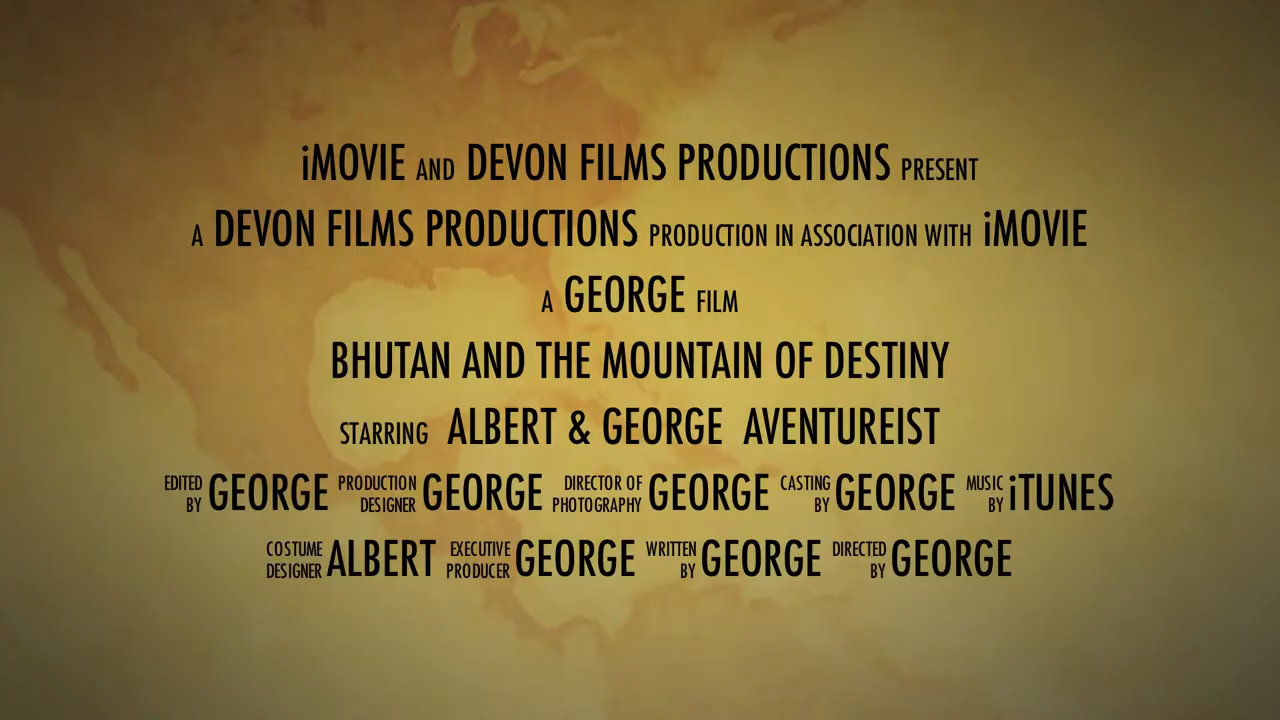 iMOVIE AND DEVON FILMS PRODUCTIONS PRESENT
A DEVON FILMS PRODUCTIONS PRODUCTION IN ASSOCIATION WITH iMOVIE
A GEORGE FILM
BHUTAN AND THE MOUNTAIN OF DESTINY
STARRING ALBERT & GEORGE AVENTUREIST
EDITED BY GEORGE PRODUCTION DESIGNER GEORGE DIRECTOR OF PHOTOGRAPHY GEORGE CASTING BY GEORGE MUSIC BY iTUNES
COSTUME DESIGNER ALBERT EXECUTIVE PRODUCER GEORGE WRITTEN BY GEORGE DIRECTED BY GEORGE